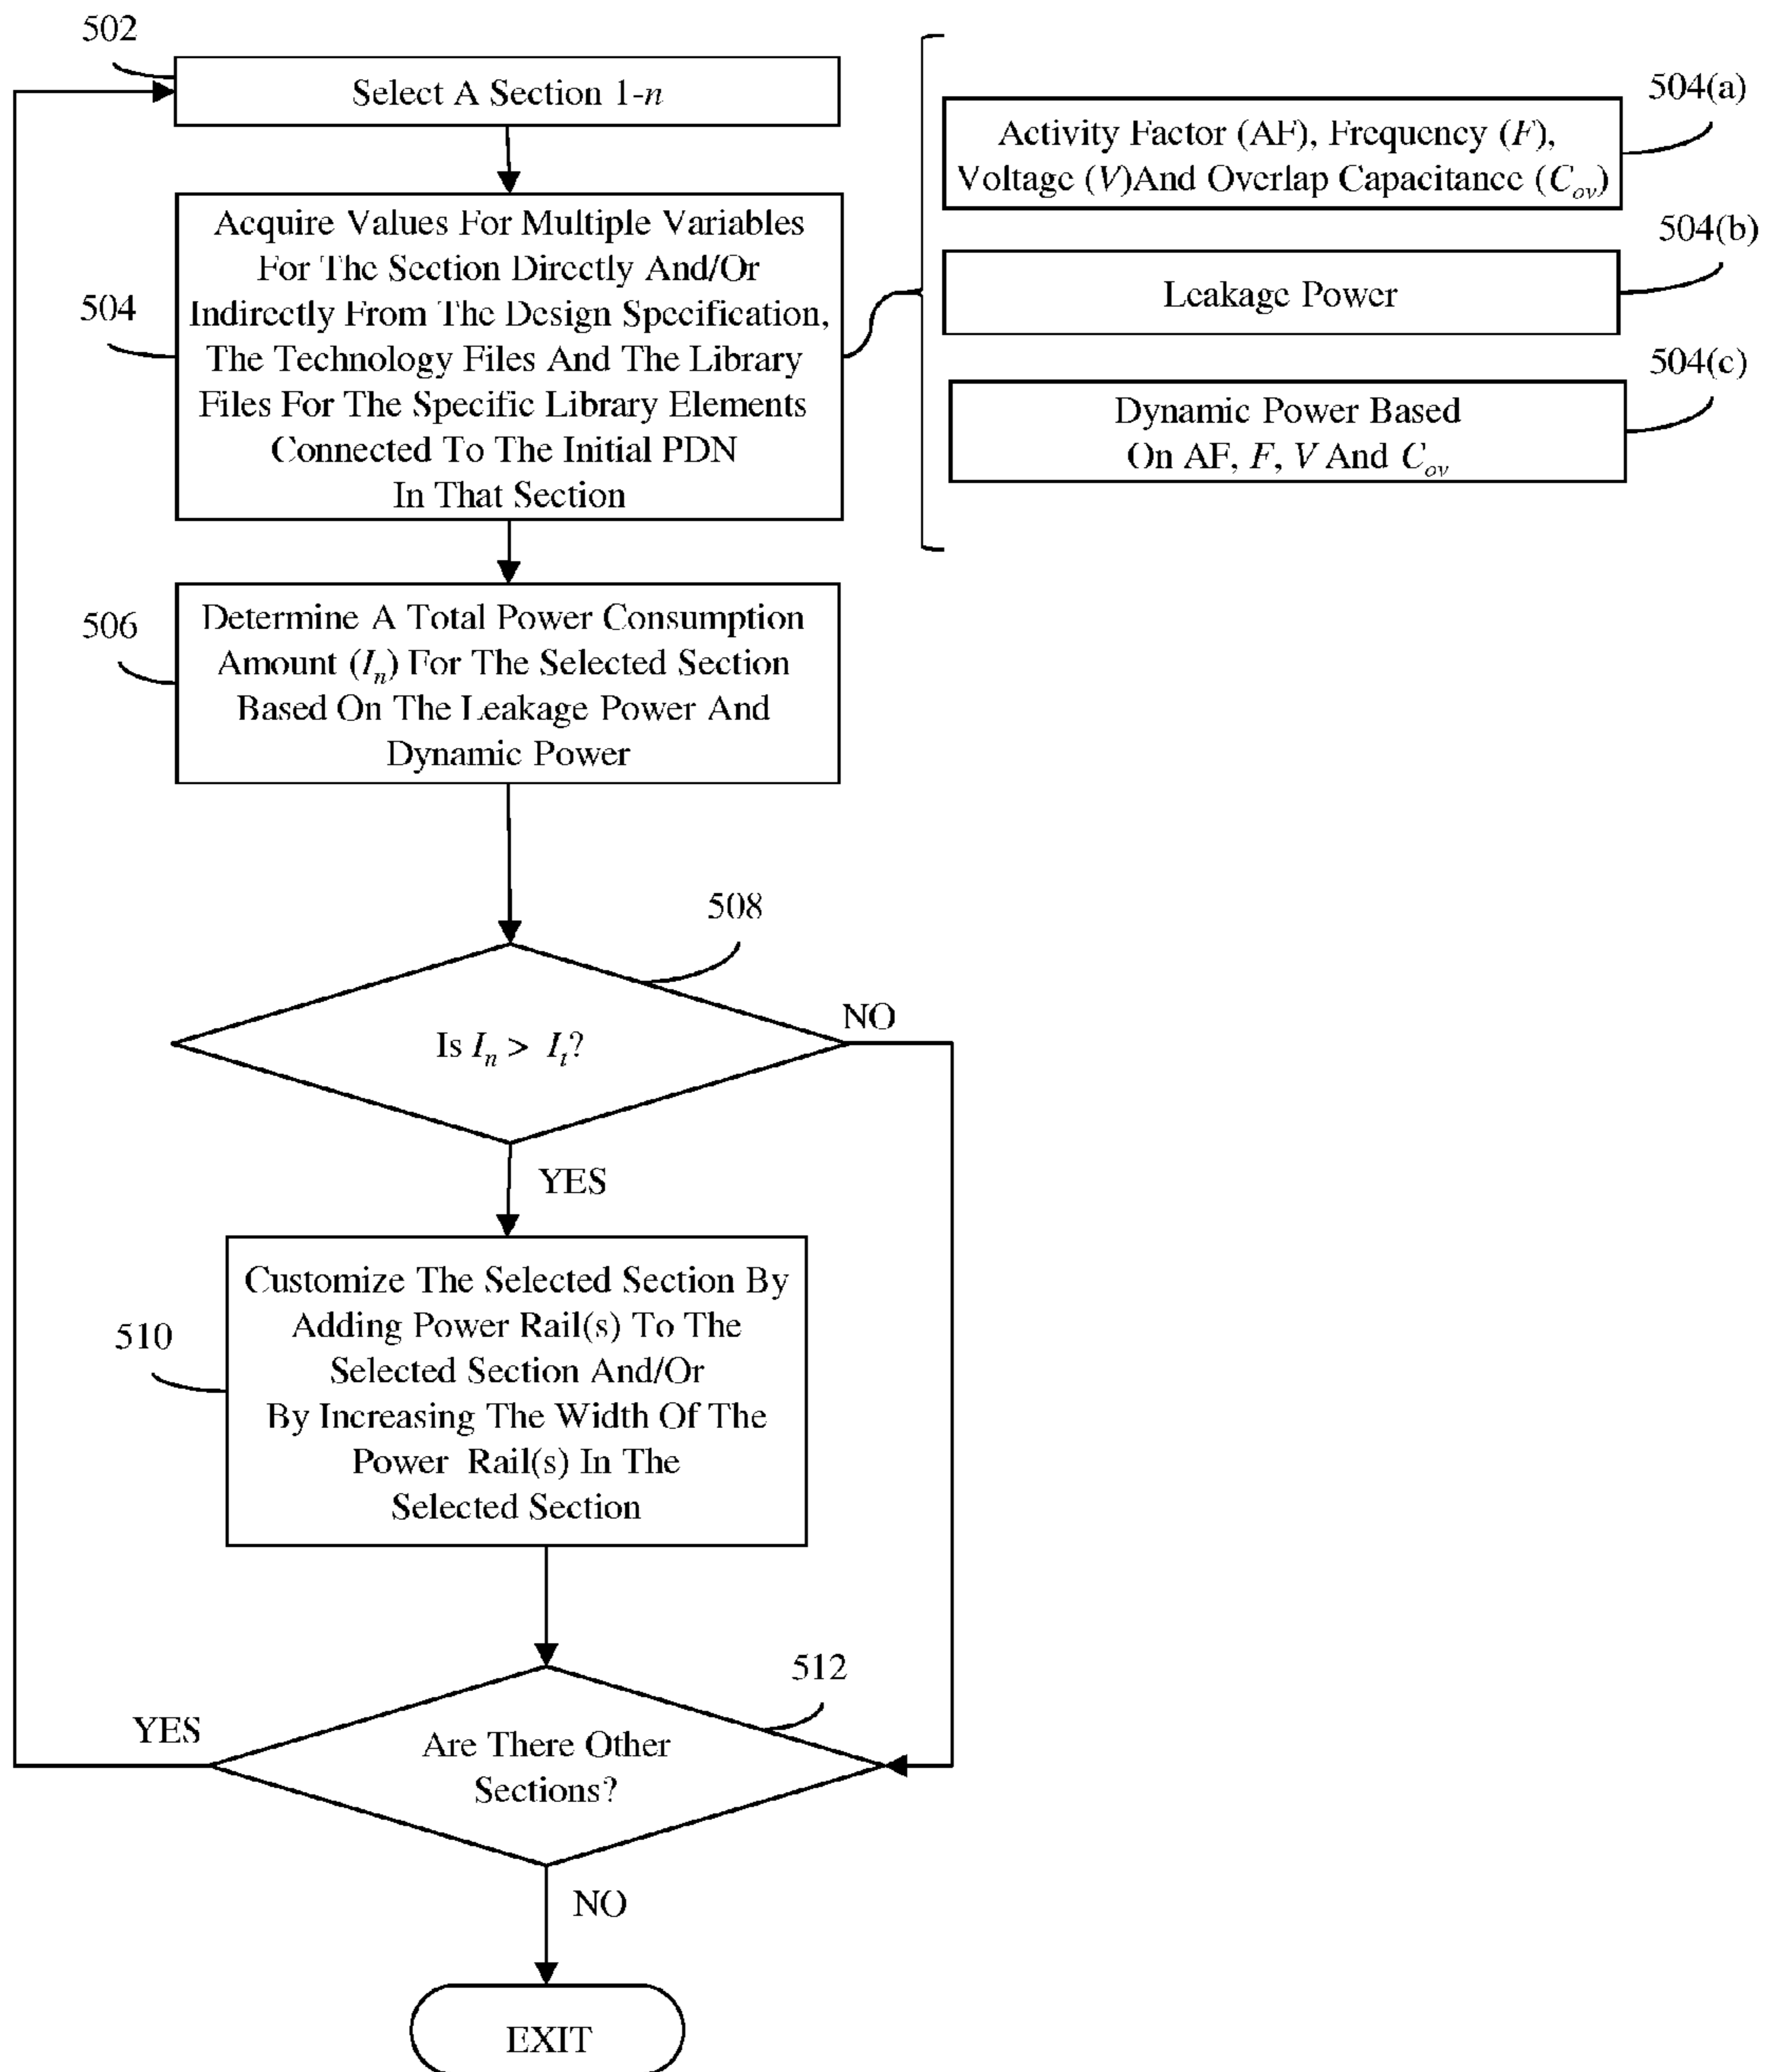 502
Select A Section 1-n
504
Acquire Values For Multiple Variables
For The Section Directly And/Or
Indirectly From The Design Specification,
The Technology Files And The Library
Files For The Specific Library Elements
Connected To The Initial PDN
In That Section
504(a)
Activity Factor (AF), Frequency (F),
Voltage (V)And Overlap Capacitance (Cov)
504(b)
Leakage Power
504(c)
Dynamic Power Based
On AF, F, V And Cov
506
Determine A Total Power Consumption
Amount (In) For The Selected Section
Based On The Leakage Power And
Dynamic Power
508
Is In > It?
NO
YES
510
Customize The Selected Section By
Adding Power Rail(s) To The
Selected Section And/Or
By Increasing The Width Of The
Power Rail(s) In The
Selected Section
512
Are There Other
Sections?
YES
NO
EXIT